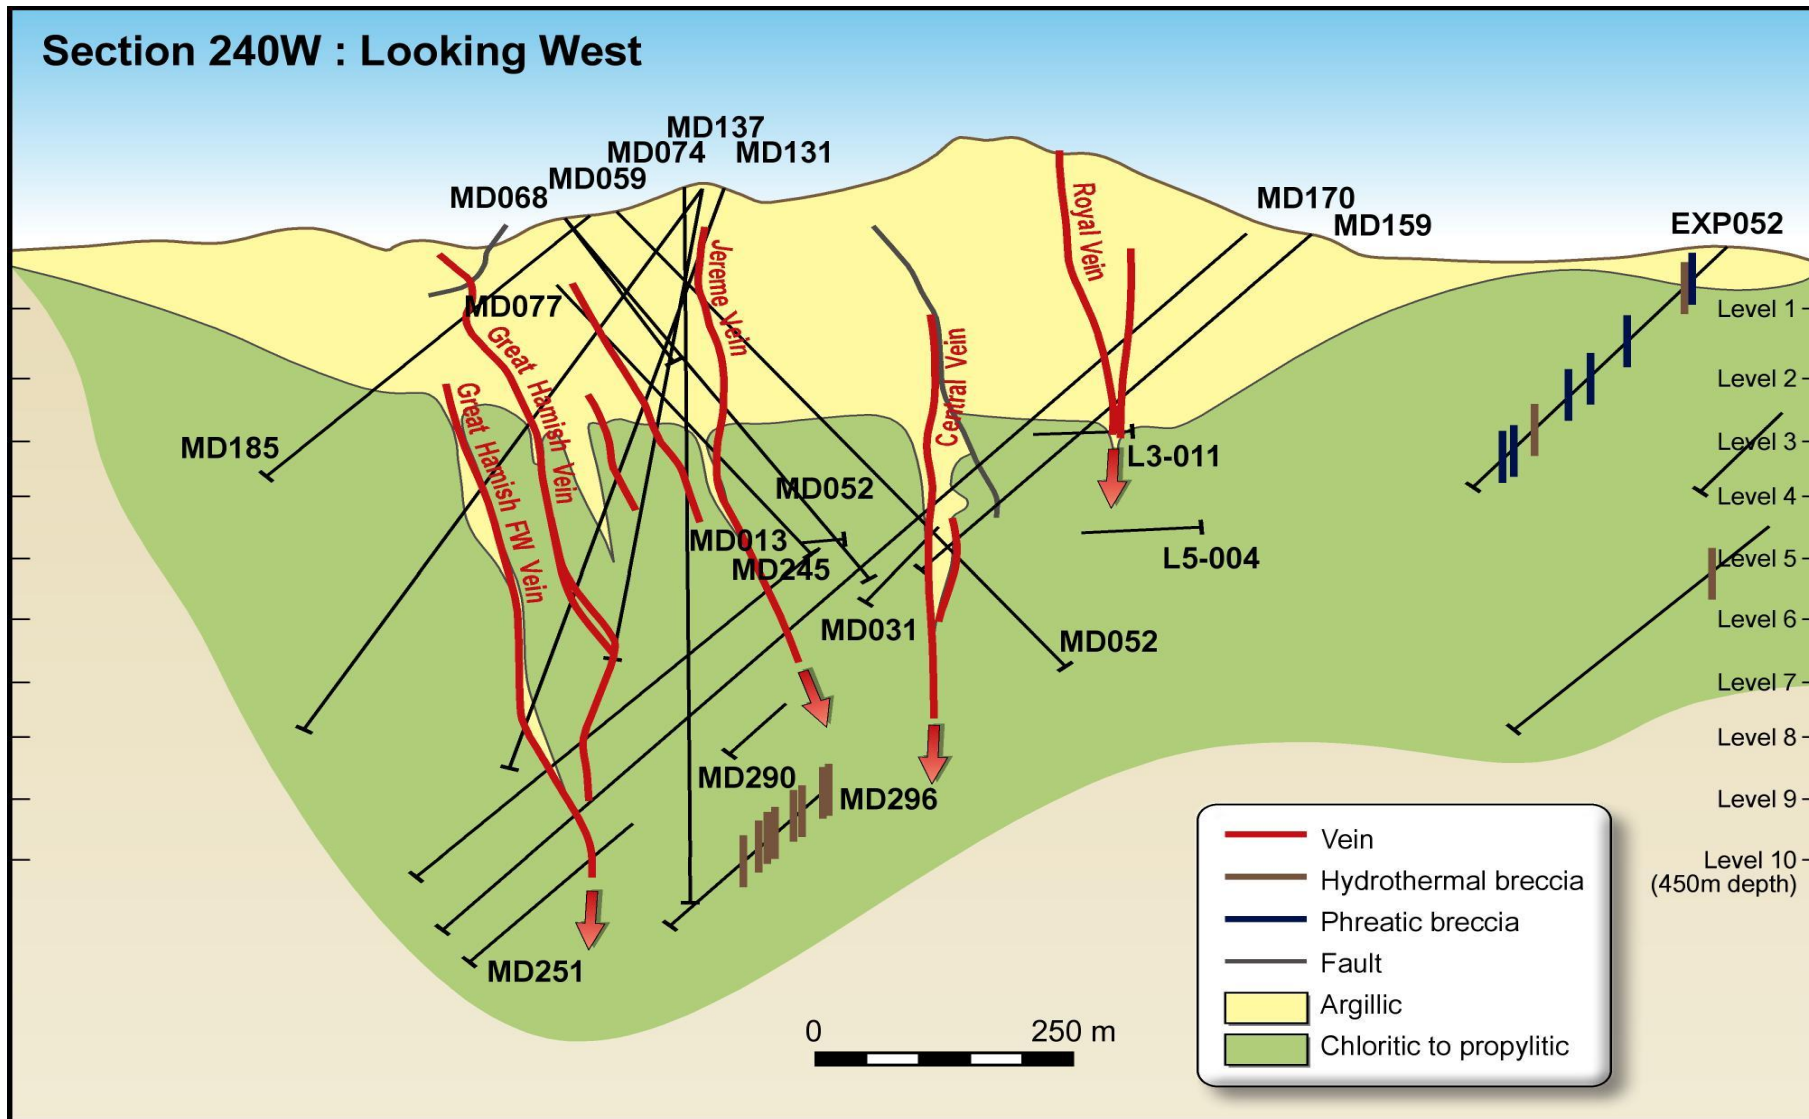 Section 240W : Looking West
MD137
MD074
MD131
MD059
MD068
MD170
MD159
EXP052
Royal Vein
Jereme Vein
MD077
Great Hamish Vein
Central Vein
Great Hamish FW Vein
MD185
L3-011
MD052
MD013
MD245
L5-004
MD031
MD052
MD290
MD296
MD251
Level 1
Level 2
Level 3
Level 4
Level 5
Level 6
Level 7
Level 8
Level 9
Level 10
(450m depth)
Vein
Hydrothermal breccia
Phreatic breccia
Fault
Argillic
Chloritic to propylitic
0 250 m